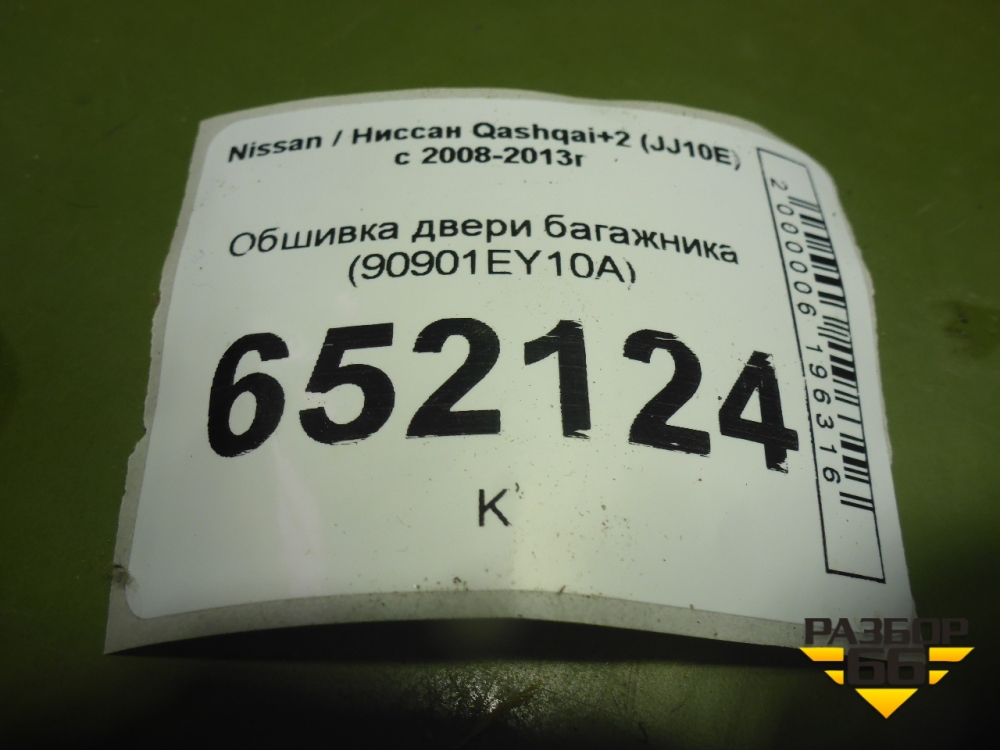 Nissan / Ниссан Qashqai+2 (JJ10E)
с 2008-2013г
Обшивка двери багажника
(90901EY10A)
652124
К
2000006196316
РАЗБОР
66